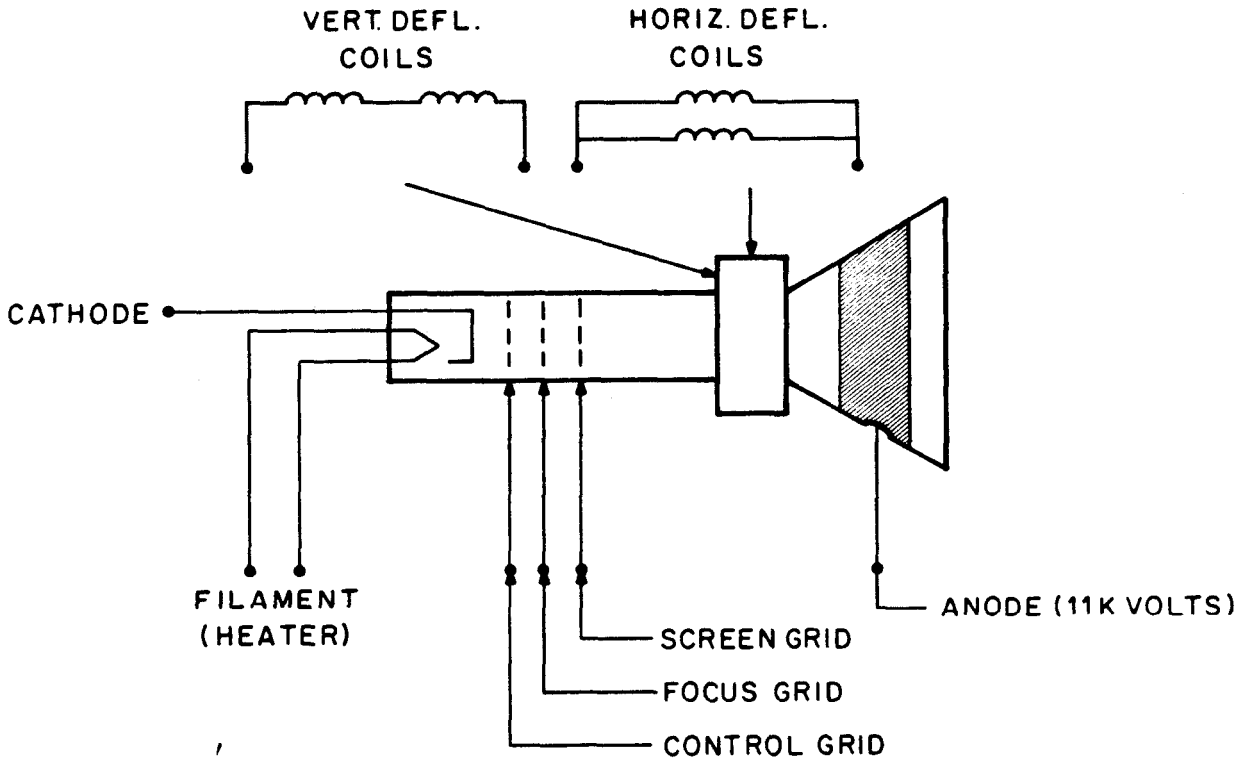 VERT. DEFL.
COILS
HORIZ. DEFL.
COILS
CATHODE
FILAMENT
(HEATER)
ANODE (11K VOLTS)
SCREEN GRID
FOCUS GRID
CONTROL GRID